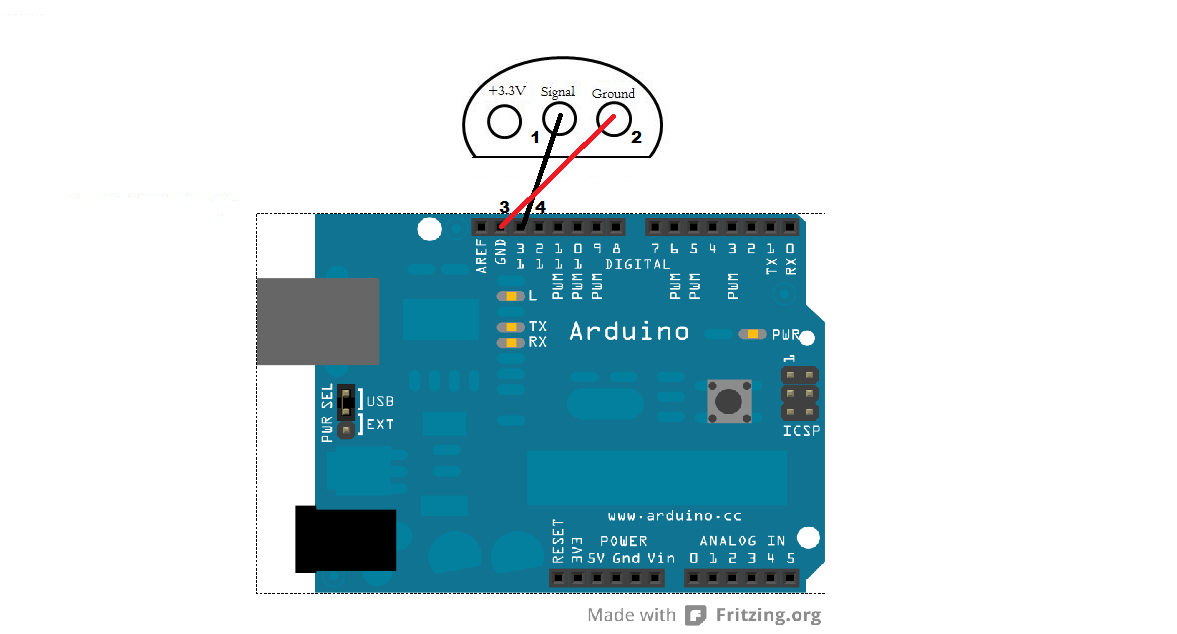 +3.3V Signal Ground
1 2
3 4
AREF GND 13 12 11 10 9 8 7 6 5 4 3 2 TX 1 RX 0
PWM PWM PWM DIGITAL PWM PWM PWM
L
TX
RX
Arduino
PWR
1
ICSP
PWR SEL
USB
EXT
www.arduino.cc
POWER ANALOG IN
RESET 3V3 5V Gnd Vin 0 1 2 3 4 5
Made with Fritzing.org